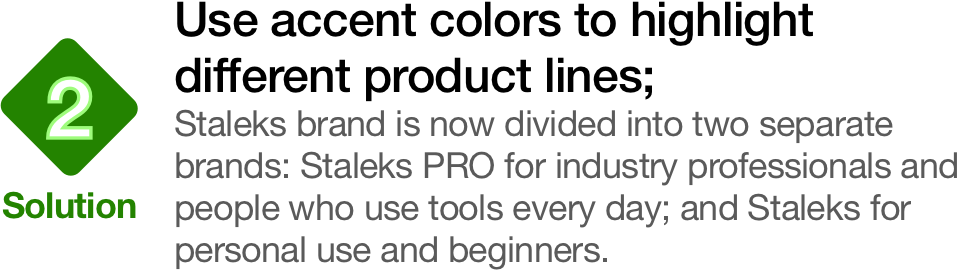 2
Solution
Use accent colors to highlight
different product lines;
Staleks brand is now divided into two separate
brands: Staleks PRO for industry professionals and
people who use tools every day; and Staleks for
personal use and beginners.